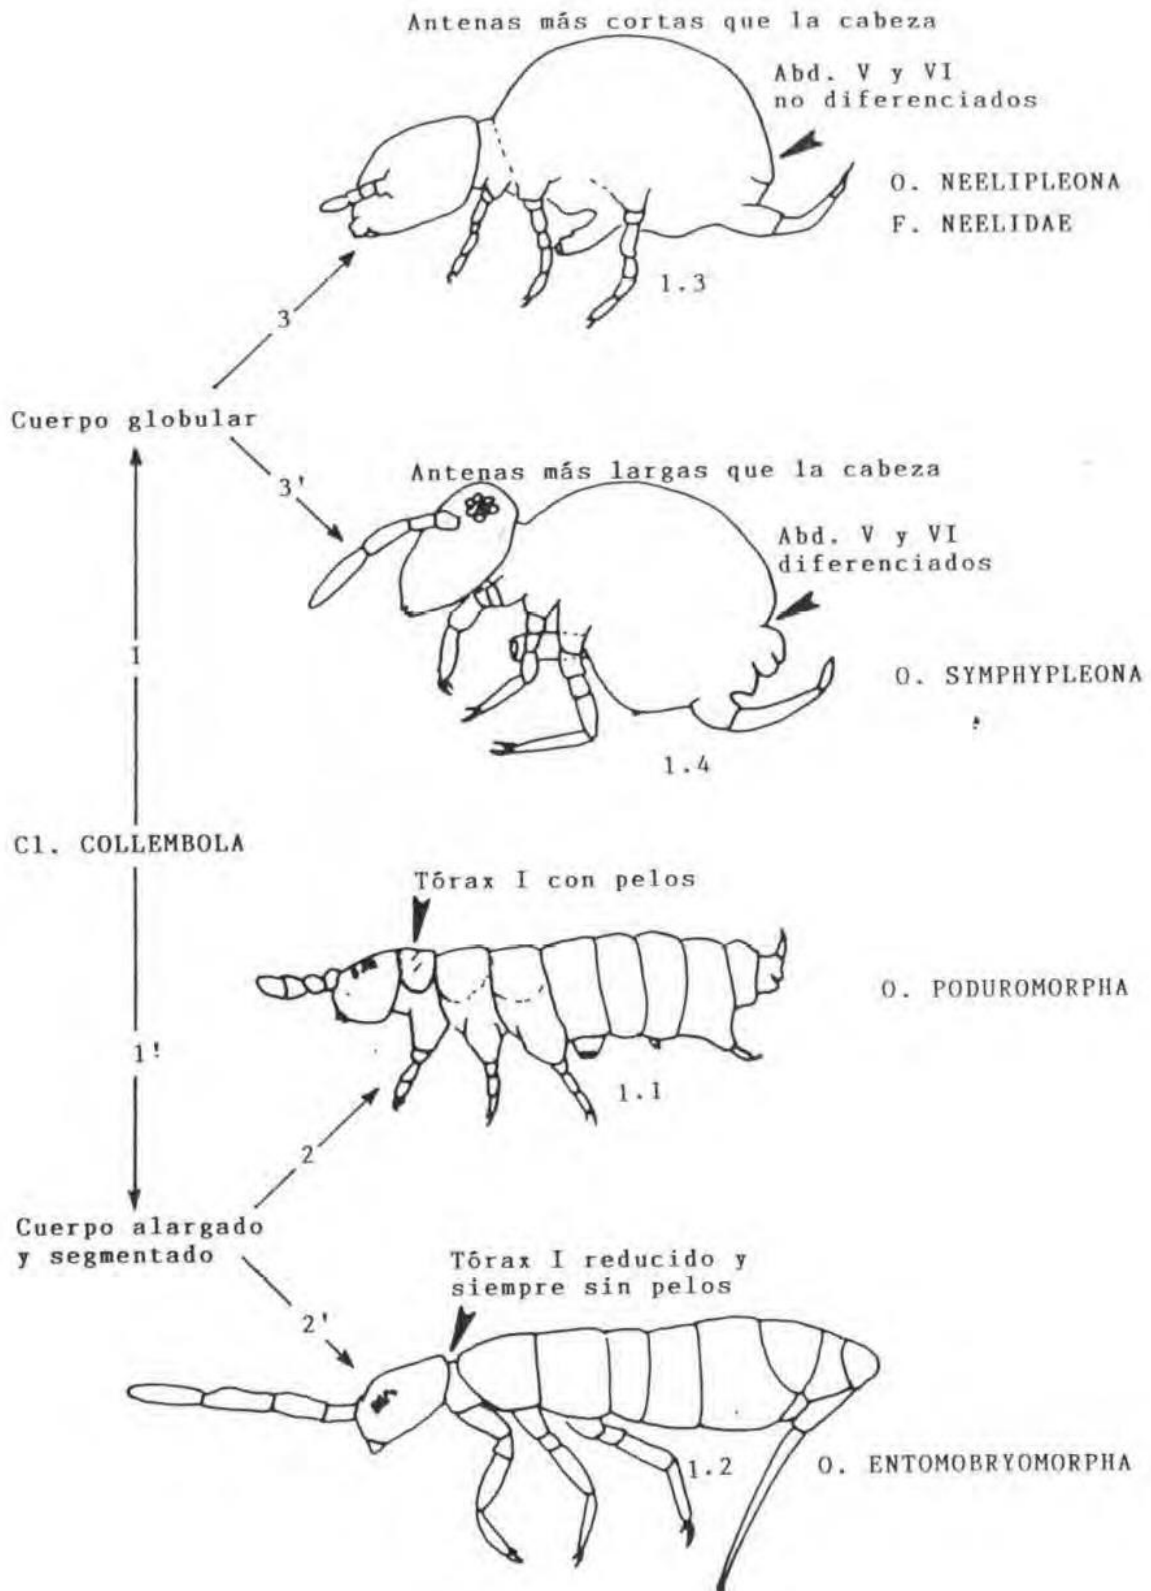 Antenas más cortas que la cabeza
Abd. V y VI
no diferenciados
O. NEELIPLEONA
F. NEELIDAE
1.3
3
Cuerpo globular
3'
Antenas más largas que la cabeza
Abd. V y VI
diferenciados
1
O. SYMPHYPLEONA
1.4
Cl. COLLEMBOLA
Tórax I con pelos
O. PODUROMORPHA
1'
1.1
2
Cuerpo alargado
y segmentado
Tórax I reducido y
siempre sin pelos
2'
1.2
O. ENTOMOBRYOMORPHA